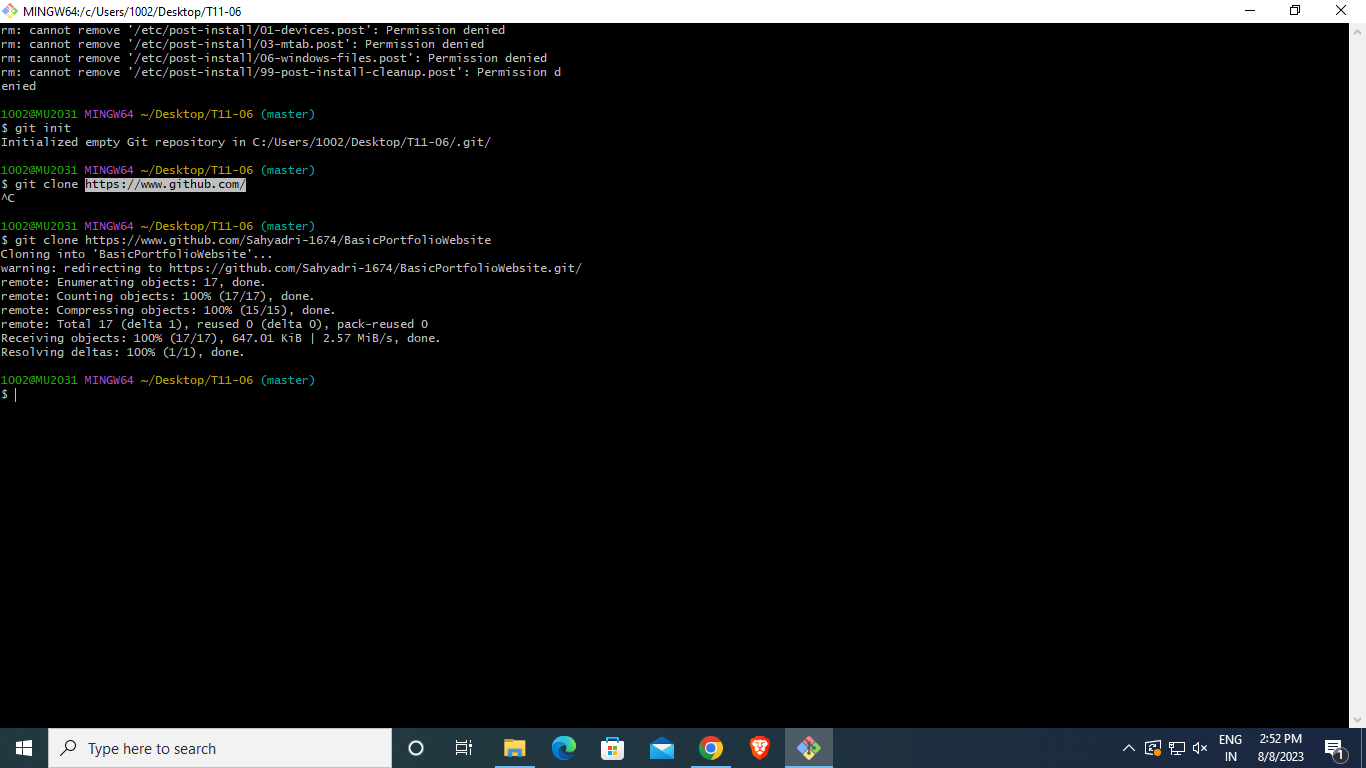 MINGW64:/c/Users/1002/Desktop/T11-06
rm: cannot remove '/etc/post-install/01-devices.post': Permission denied
rm: cannot remove '/etc/post-install/03-mtab.post': Permission denied
rm: cannot remove '/etc/post-install/06-windows-files.post': Permission denied
rm: cannot remove '/etc/post-install/99-post-install-cleanup.post': Permission d
enied
1002@MU2031 MINGW64 ~/Desktop/T11-06 (master)
$ git init
Initialized empty Git repository in C:/Users/1002/Desktop/T11-06/.git/
1002@MU2031 MINGW64 ~/Desktop/T11-06 (master)
$ git clone https://www.github.com/
^C
1002@MU2031 MINGW64 ~/Desktop/T11-06 (master)
$ git clone https://www.github.com/Sahyadri-1674/BasicPortfolioWebsite
Cloning into 'BasicPortfolioWebsite'...
warning: redirecting to https://github.com/Sahyadri-1674/BasicPortfolioWebsite.git/
remote: Enumerating objects: 17, done.
remote: Counting objects: 100% (17/17), done.
remote: Compressing objects: 100% (15/15), done.
remote: Total 17 (delta 1), reused 0 (delta 0), pack-reused 0
Receiving objects: 100% (17/17), 647.01 KiB | 2.57 MiB/s, done.
Resolving deltas: 100% (1/1), done.
1002@MU2031 MINGW64 ~/Desktop/T11-06 (master)
$
Type here to search
ENG
IN
2:52 PM
8/8/2023
1